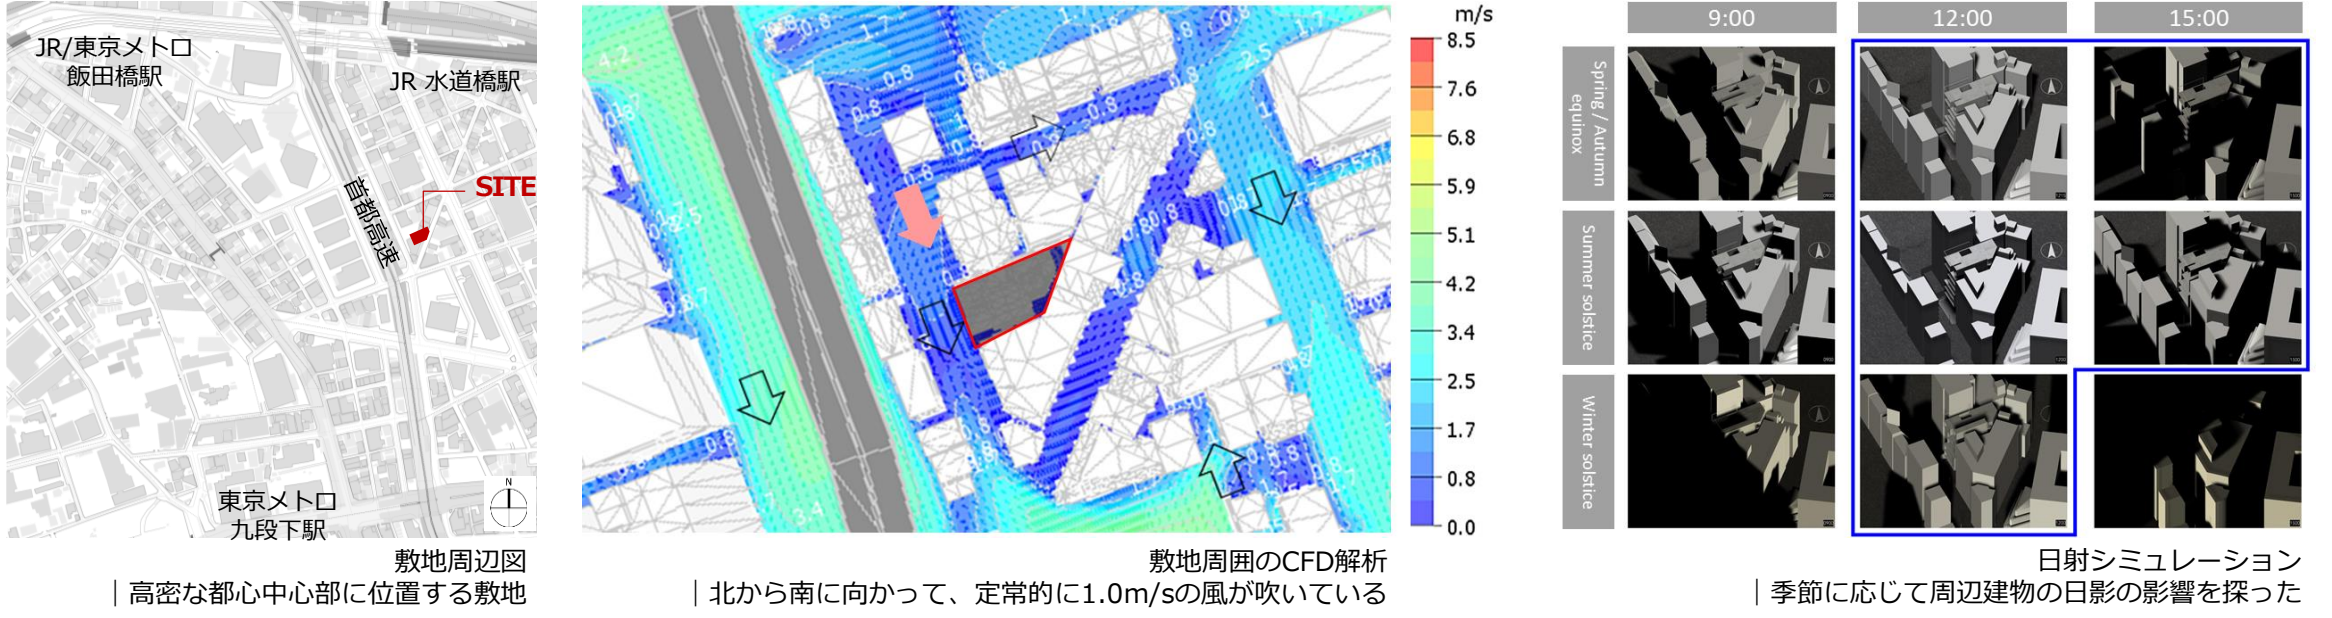 JR/東京メトロ
飯田橋駅
JR 水道橋駅
SITE
首都高速
東京メトロ
九段下駅
N
敷地周辺図
｜高密な都心中心部に位置する敷地
m/s
8.5
7.6
6.8
5.9
5.1
4.2
3.4
2.5
1.7
0.8
0.0
敷地周囲のCFD解析
｜北から南に向かって、定常的に1.0m/sの風が吹いている
9:00
12:00
15:00
Spring / Autumn
equinox
Summer solstice
Winter solstice
日射シミュレーション
｜季節に応じて周辺建物の日影の影響を探った